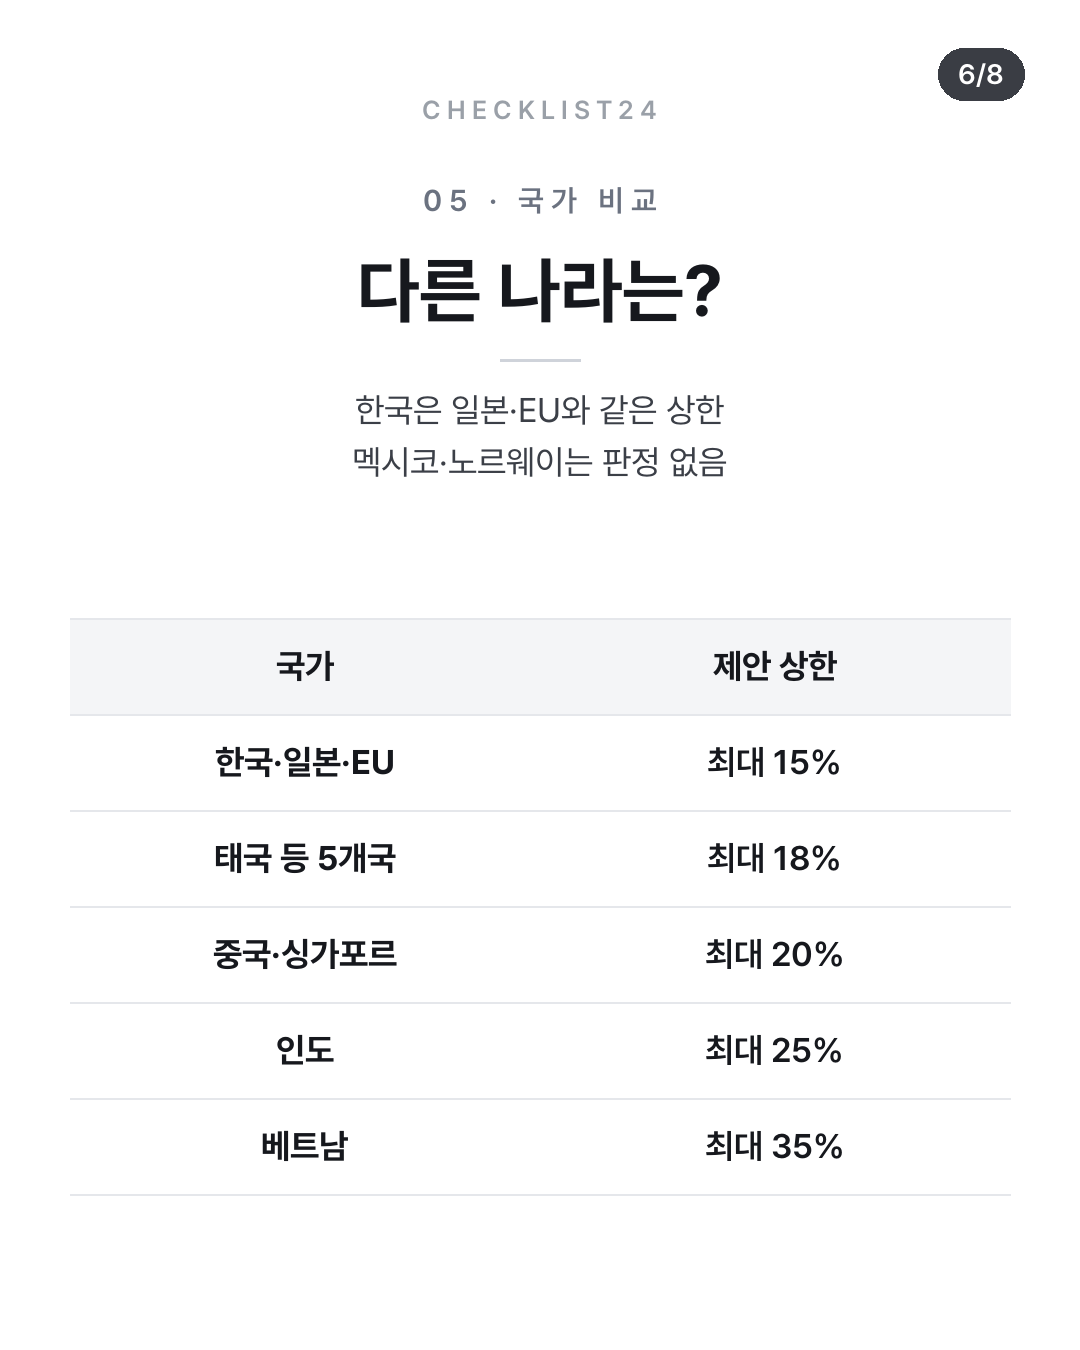 6/8
CHECKLIST24
05 · 국가 비교
다른 나라는?
한국은 일본·EU와 같은 상한
멕시코·노르웨이는 판정 없음
국가 제안 상한
한국·일본·EU 최대 15%
태국 등 5개국 최대 18%
중국·싱가포르 최대 20%
인도 최대 25%
베트남 최대 35%